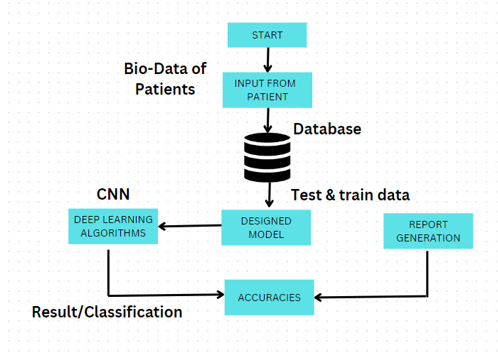 START
Bio-Data of
Patients
INPUT FROM
PATIENT
Database
Test & train data
CNN
DEEP LEARNING
ALGORITHMS
DESIGNED
MODEL
REPORT
GENERATION
ACCURACIES
Result/Classification